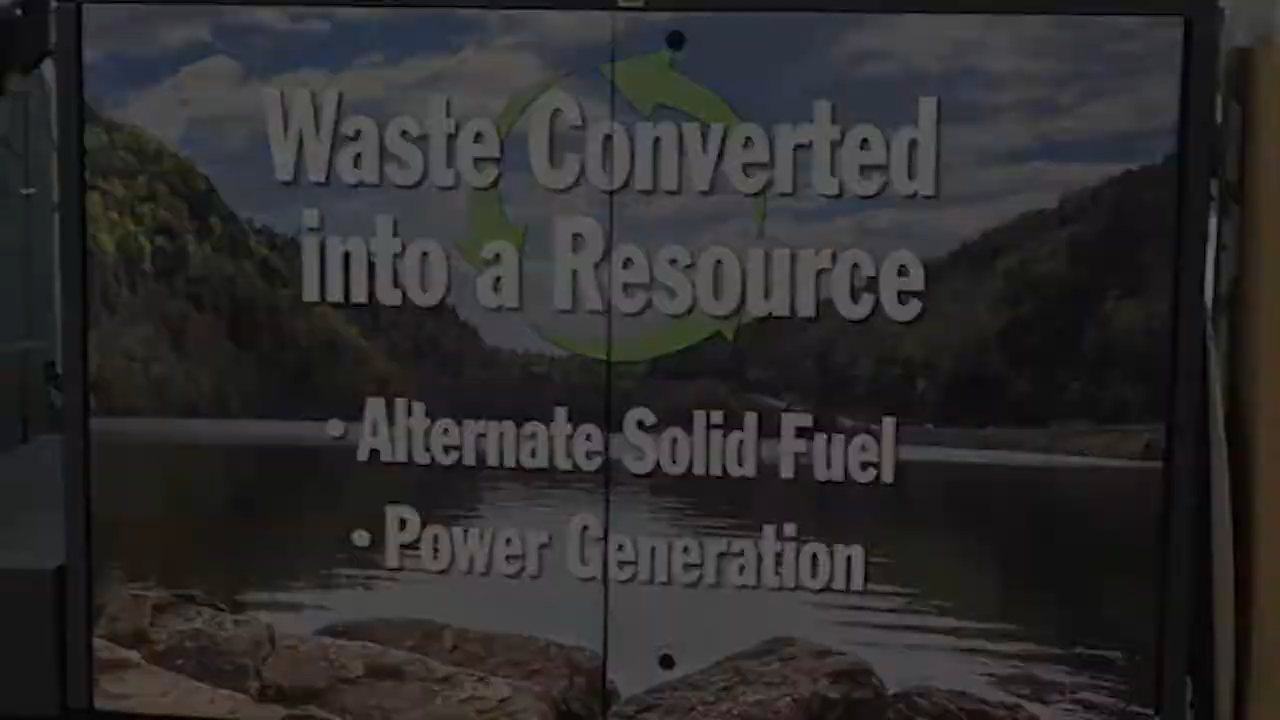 Waste Converted
into a Resource
• Alternate Solid Fuel
• Power Generation